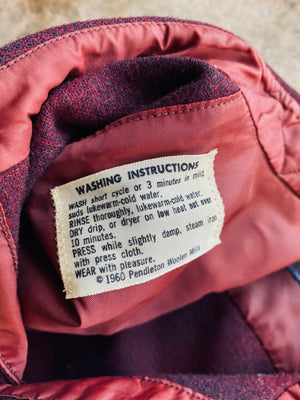 WASHING INSTRUCTIONS
WASH short cycle or 3 minutes in mild
suds lukewarm-cold water.
RINSE thoroughly, lukewarm-cold water.
DRY drip, or dryer on low heat not over
10 minutes.
PRESS while slightly damp, steam iron
with press cloth.
WEAR with pleasure.
© 1960 Pendleton Woolen Mills